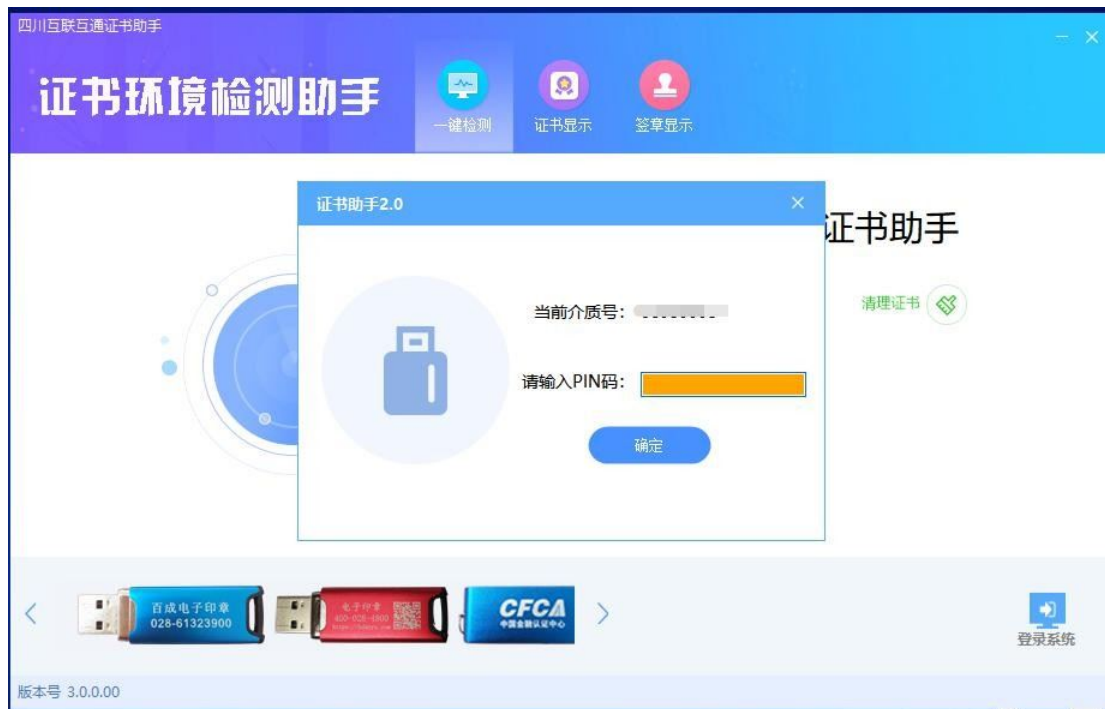 四川互联互通证书助手
证书环境检测助手
一键检测
证书显示
签章显示
证书助手2.0
证书助手
当前介质号：
清理证书
请输入PIN码：
确定
百成电子印章
028-61323900
电子印章
400-028-4800
CFCA
中国金融认证中心
登录系统
版本号 3.0.0.00